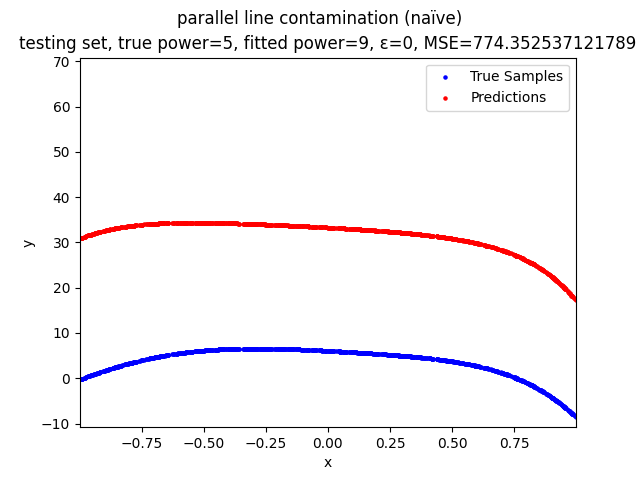 parallel line contamination (naïve)
testing set, true power=5, fitted power=9, ε=0, MSE=774.352537121789
70
60
50
40
30
20
10
0
−10
y
True Samples
Predictions
−0.75
−0.50
−0.25
0.00
0.25
0.50
0.75
x